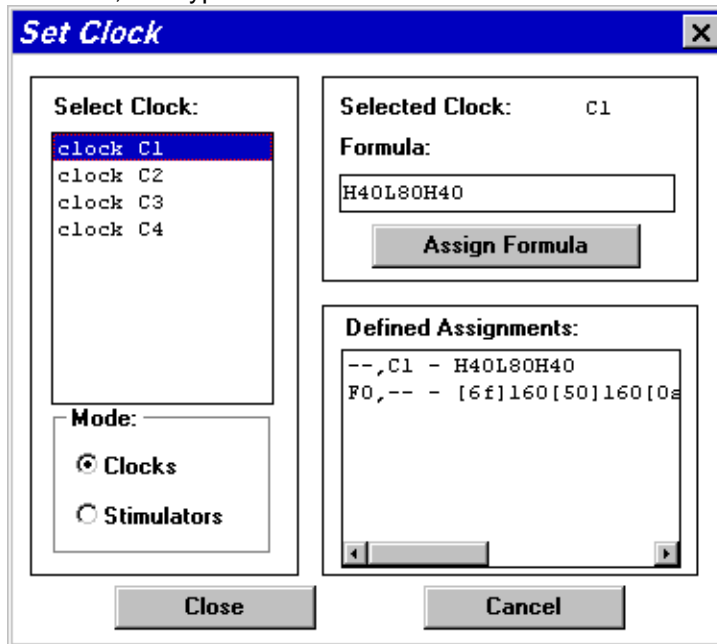 Set Clock
Select Clock:
clock C1
clock C2
clock C3
clock C4
Mode:
Clocks
Stimulators
Selected Clock: C1
Formula:
H40L80H40
Assign Formula
Defined Assignments:
--,C1 - H40L80H40
F0,-- - [6f]160[50]160[0s
Close
Cancel